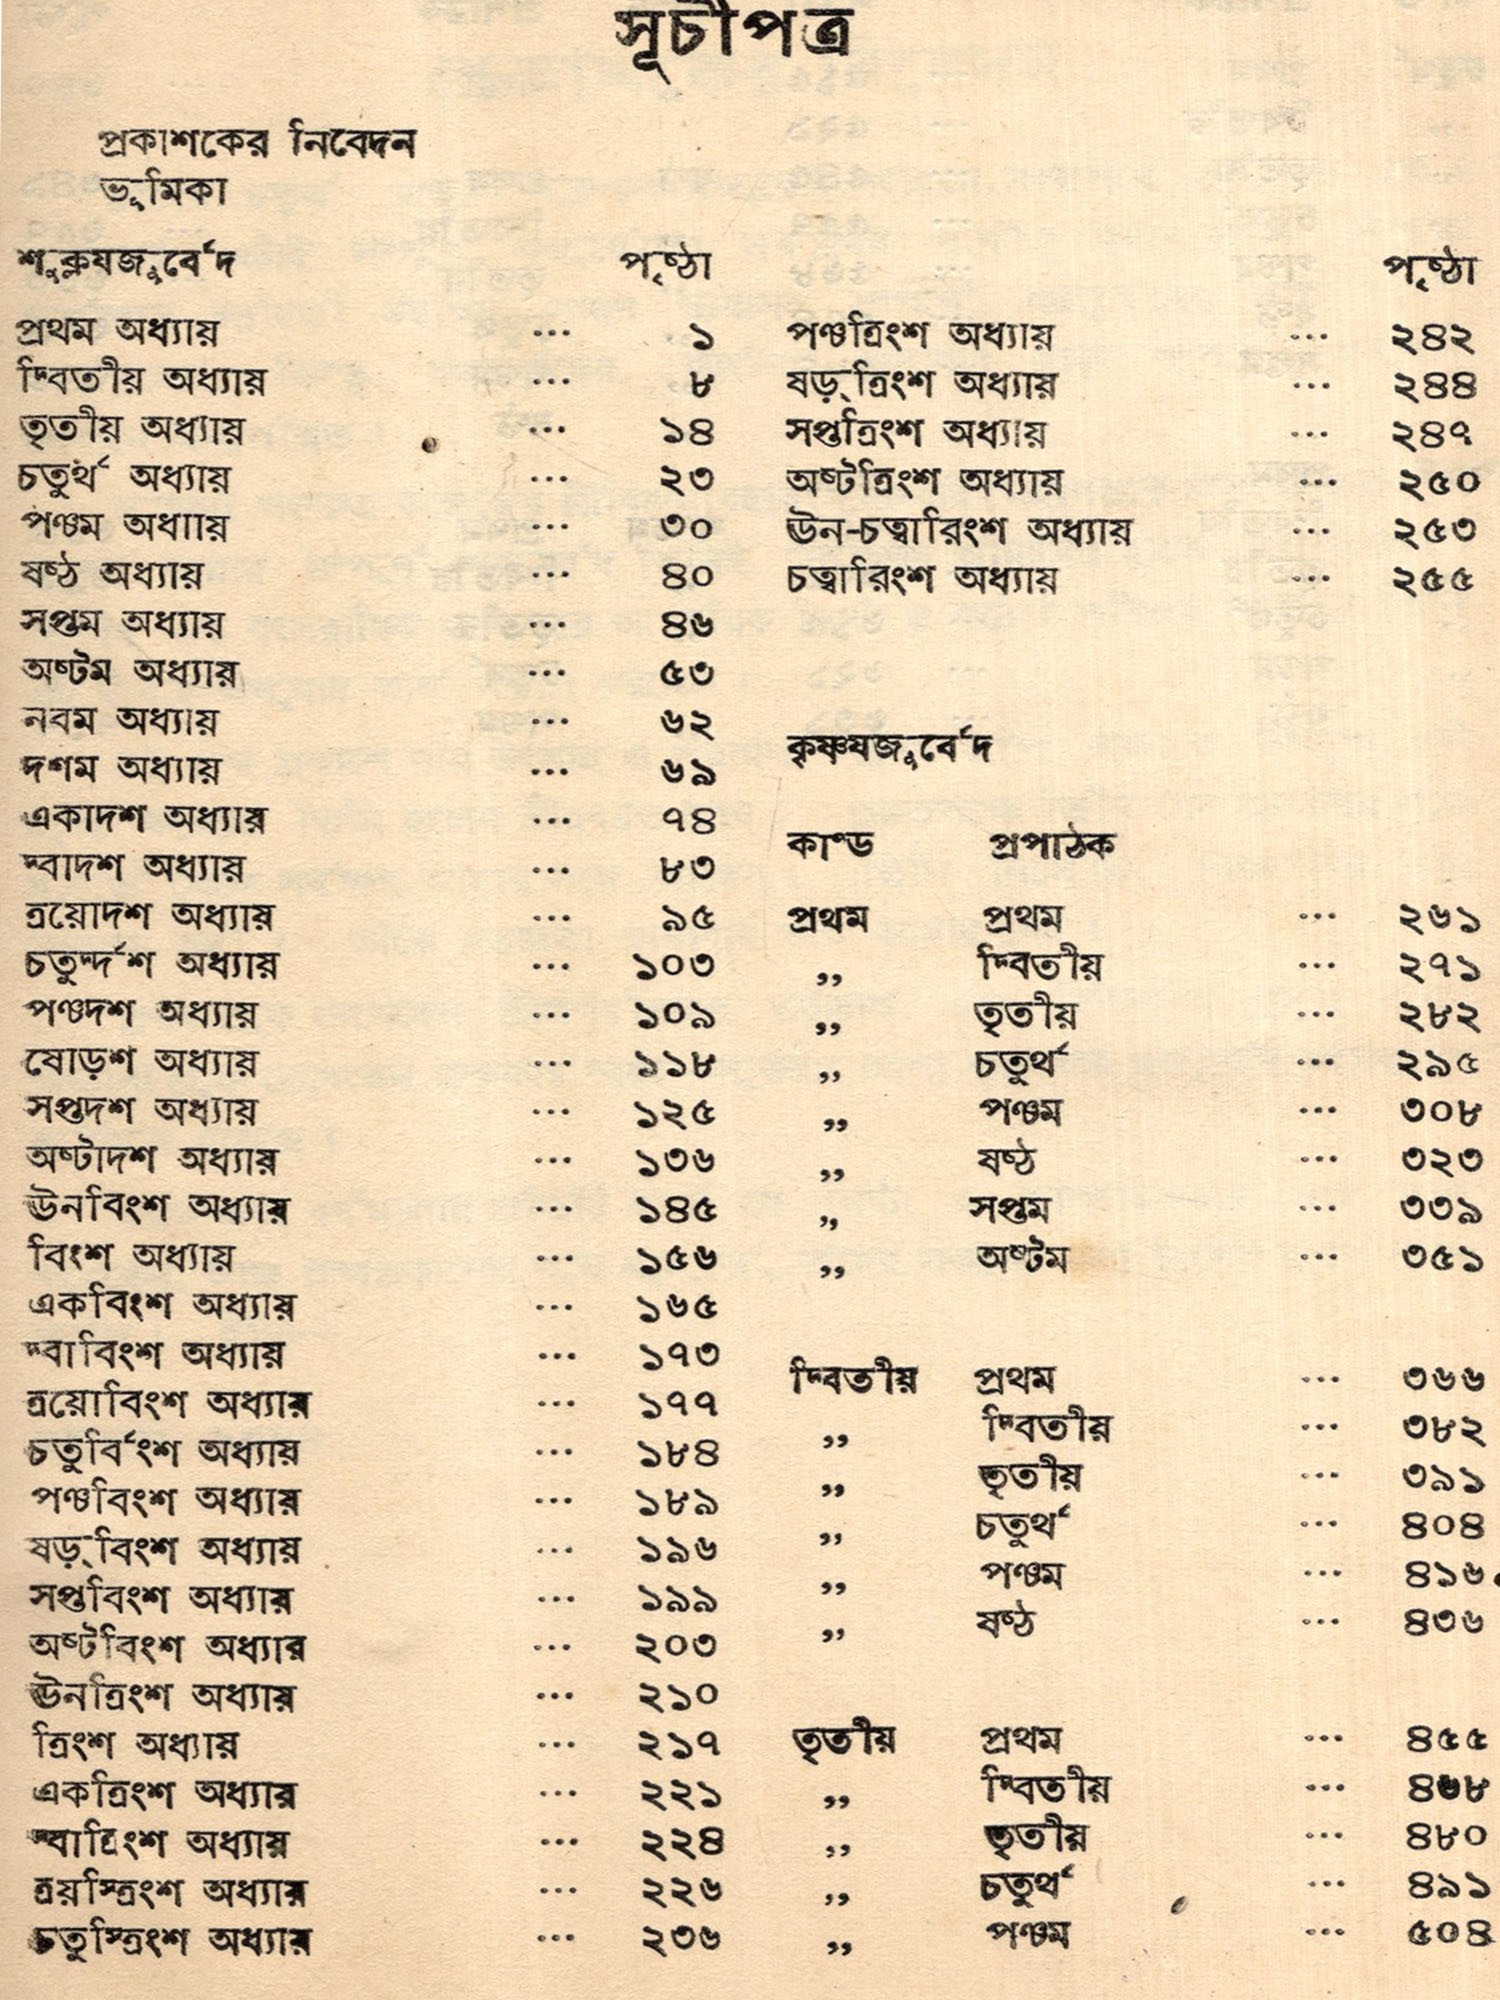 সূচীপত্র
প্রকাশকের নিবেদন
ভূমিকা
শুক্লযজুর্বেদ পৃষ্ঠা
প্রথম অধ্যায় ... ১
দ্বিতীয় অধ্যায় ... ৮
তৃতীয় অধ্যায় ... ১৪
চতুর্থ অধ্যায় ... ২৩
পঞ্চম অধ্যায় ... ৩০
ষষ্ঠ অধ্যায় ... ৪০
সপ্তম অধ্যায় ... ৪৬
অষ্টম অধ্যায় ... ৫৩
নবম অধ্যায় ... ৬২
দশম অধ্যায় ... ৬৯
একাদশ অধ্যায় ... ৭৪
দ্বাদশ অধ্যায় ... ৮৩
ত্রয়োদশ অধ্যায় ... ৯৫
চতুর্দ্দশ অধ্যায় ... ১০৩
পঞ্চদশ অধ্যায় ... ১০৯
ষোড়শ অধ্যায় ... ১১৮
সপ্তদশ অধ্যায় ... ১২৫
অষ্টাদশ অধ্যায় ... ১৩৬
ঊনবিংশ অধ্যায় ... ১৪৫
বিংশ অধ্যায় ... ১৫৬
একবিংশ অধ্যায় ... ১৬৫
দ্বাবিংশ অধ্যায় ... ১৭৩
ত্রয়োবিংশ অধ্যায় ... ১৭৭
চতুর্বিংশ অধ্যায় ... ১৮৪
পঞ্চবিংশ অধ্যায় ... ১৮৯
ষড়্‌বিংশ অধ্যায় ... ১৯৬
সপ্তবিংশ অধ্যায় ... ১৯৯
অষ্টবিংশ অধ্যায় ... ২০৩
ঊনত্রিংশ অধ্যায় ... ২১০
ত্রিংশ অধ্যায় ... ২১৭
একত্রিংশ অধ্যায় ... ২২১
দ্বাত্রিংশ অধ্যায় ... ২২৪
ত্রয়স্ত্রিংশ অধ্যায় ... ২২৬
চতুস্ত্রিংশ অধ্যায় ... ২৩৬
পৃষ্ঠা
পঞ্চত্রিংশ অধ্যায় ... ২৪২
ষড়্‌ত্রিংশ অধ্যায় ... ২৪৪
সপ্তত্রিংশ অধ্যায় ... ২৪৭
অষ্টত্রিংশ অধ্যায় ... ২৫০
ঊন-চত্বারিংশ অধ্যায় ... ২৫৩
চত্বারিংশ অধ্যায় ... ২৫৫
কৃষ্ণযজুর্বেদ
কাণ্ড প্রপাঠক
প্রথম প্রথম ... ২৬১
,, দ্বিতীয় ... ২৭১
,, তৃতীয় ... ২৮২
,, চতুর্থ ... ২৯৫
,, পঞ্চম ... ৩০৮
,, ষষ্ঠ ... ৩২৩
,, সপ্তম ... ৩৩৯
,, অষ্টম ... ৩৫১
দ্বিতীয় প্রথম ... ৩৬৬
,, দ্বিতীয় ... ৩৮২
,, তৃতীয় ... ৩৯১
,, চতুর্থ ... ৪০৪
,, পঞ্চম ... ৪১৬
,, ষষ্ঠ ... ৪৩৬
তৃতীয় প্রথম ... ৪৫৫
,, দ্বিতীয় ... ৪৬৮
,, তৃতীয় ... ৪৮০
,, চতুর্থ ... ৪৯১
,, পঞ্চম ... ৫০৪